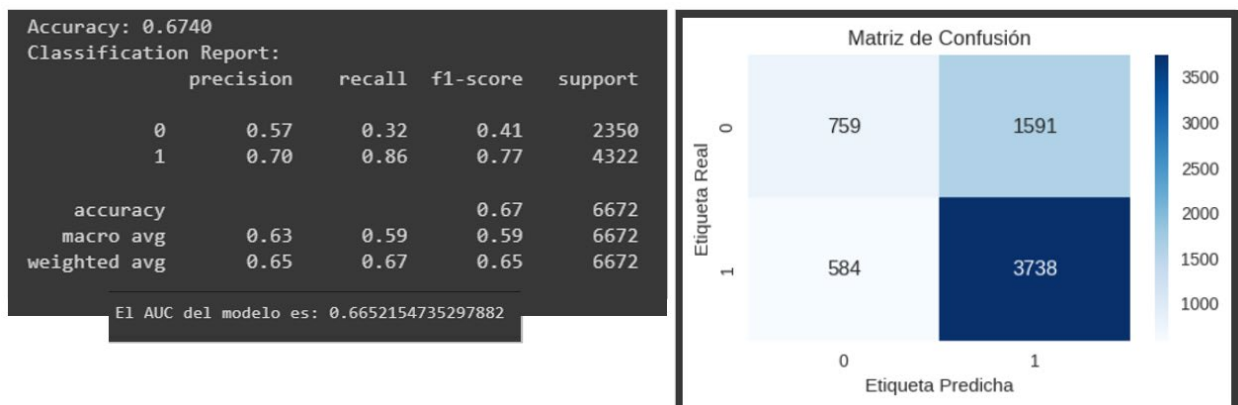 Accuracy: 0.6740
Classification Report:
precision recall f1-score support
0 0.57 0.32 0.41 2350
1 0.70 0.86 0.77 4322
accuracy 0.67 6672
macro avg 0.63 0.59 0.59 6672
weighted avg 0.65 0.67 0.65 6672
El AUC del modelo es: 0.6652154735297882
Matriz de Confusión
Etiqueta Real
0
759 1591
1
584 3738
0 1
Etiqueta Predicha
3500
3000
2500
2000
1500
1000